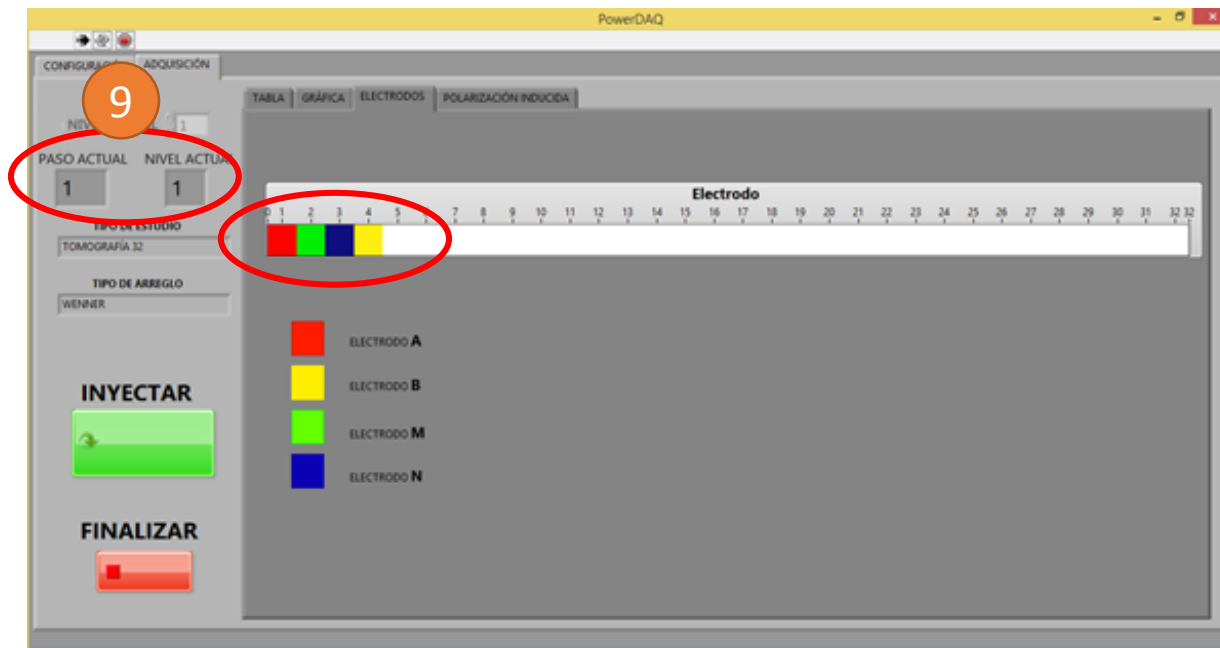 PowerDAQ
CONFIGURACIÓN ADQUISICIÓN
9
TABLA GRÁFICA ELECTRODOS POLARIZACIÓN INDUCIDA
1
PASO ACTUAL NIVEL ACTUAL
1 1
Electrodo
0 1 2 3 4 5 6 7 8 9 10 11 12 13 14 15 16 17 18 19 20 21 22 23 24 25 26 27 28 29 30 31 32 32
TIPO DE ESTUDIO
TOMOGRAFÍA 32
TIPO DE ARREGLO
WENNER
ELECTRODO A
ELECTRODO B
ELECTRODO M
ELECTRODO N
INYECTAR
FINALIZAR